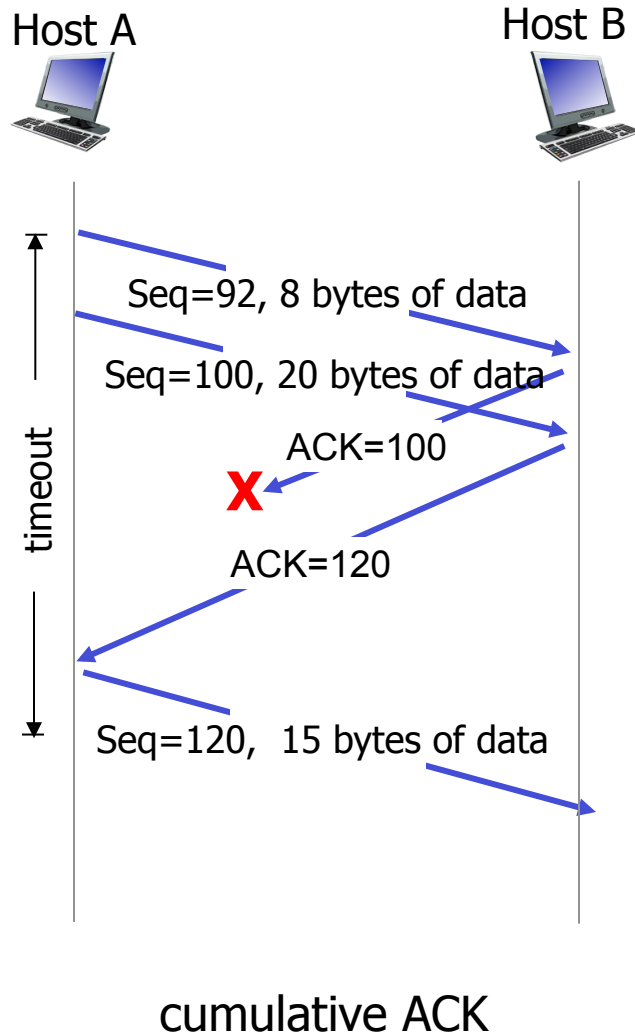 Host A
Host B
Seq=92, 8 bytes of data
Seq=100, 20 bytes of data
ACK=100
X
timeout
ACK=120
Seq=120, 15 bytes of data
cumulative ACK